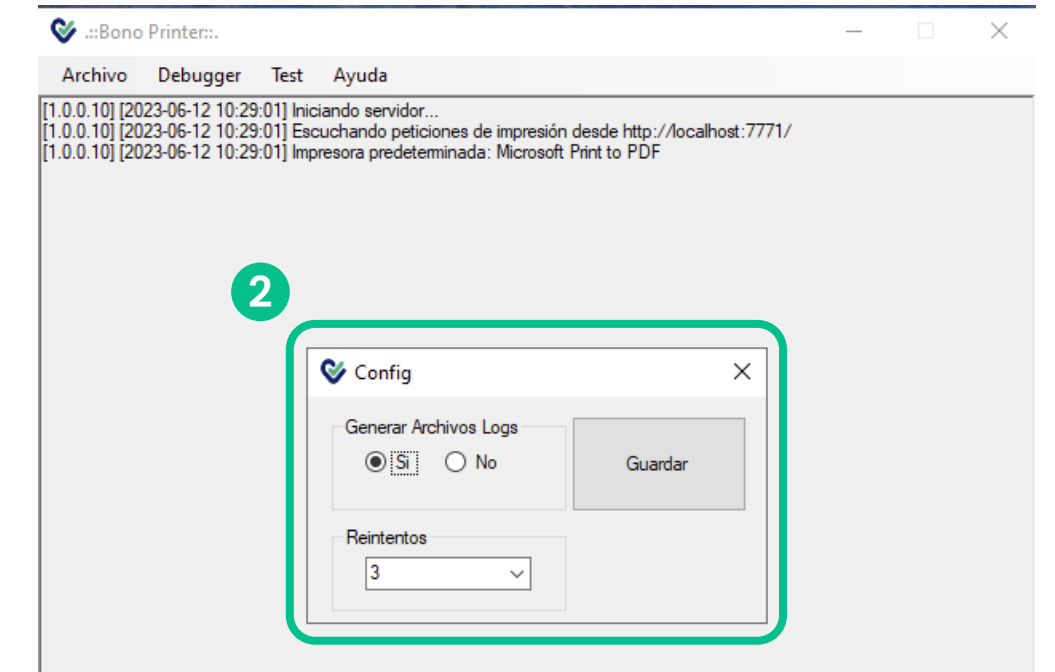 .::Bono Printer::.
Archivo Debugger Test Ayuda
[1.0.0.10] [2023-06-12 10:29:01] Iniciando servidor...
[1.0.0.10] [2023-06-12 10:29:01] Escuchando peticiones de impresión desde http://localhost:7771/
[1.0.0.10] [2023-06-12 10:29:01] Impresora predeterminada: Microsoft Print to PDF
2
Config
Generar Archivos Logs
Si No
Guardar
Reintentos
3